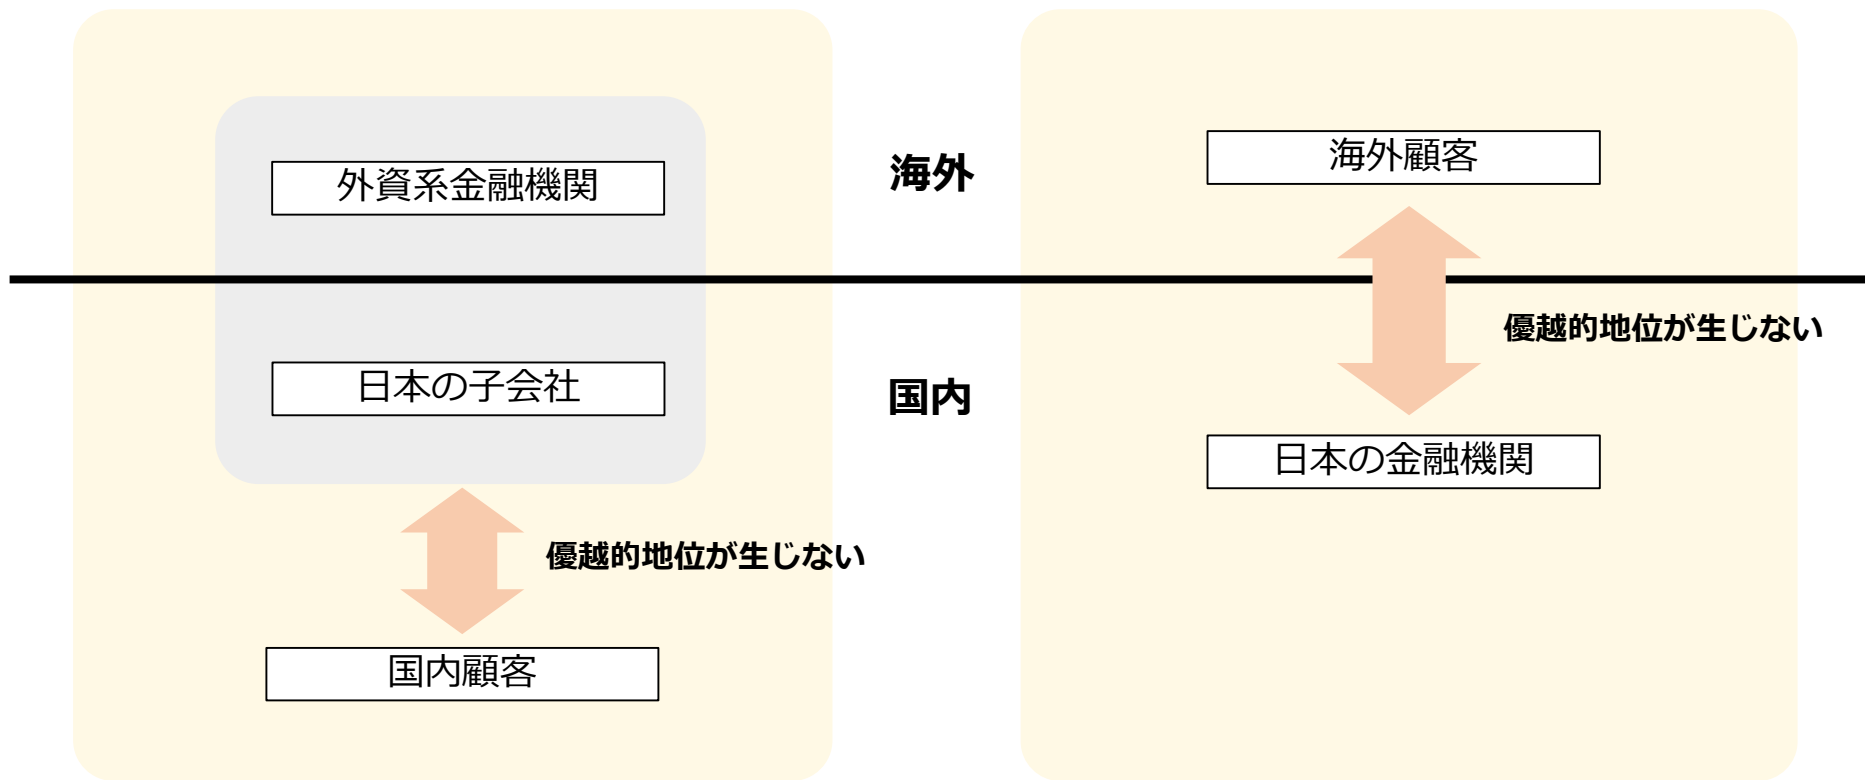 外資系金融機関
日本の子会社
優越的地位が生じない
国内顧客
海外
国内
海外顧客
優越的地位が生じない
日本の金融機関